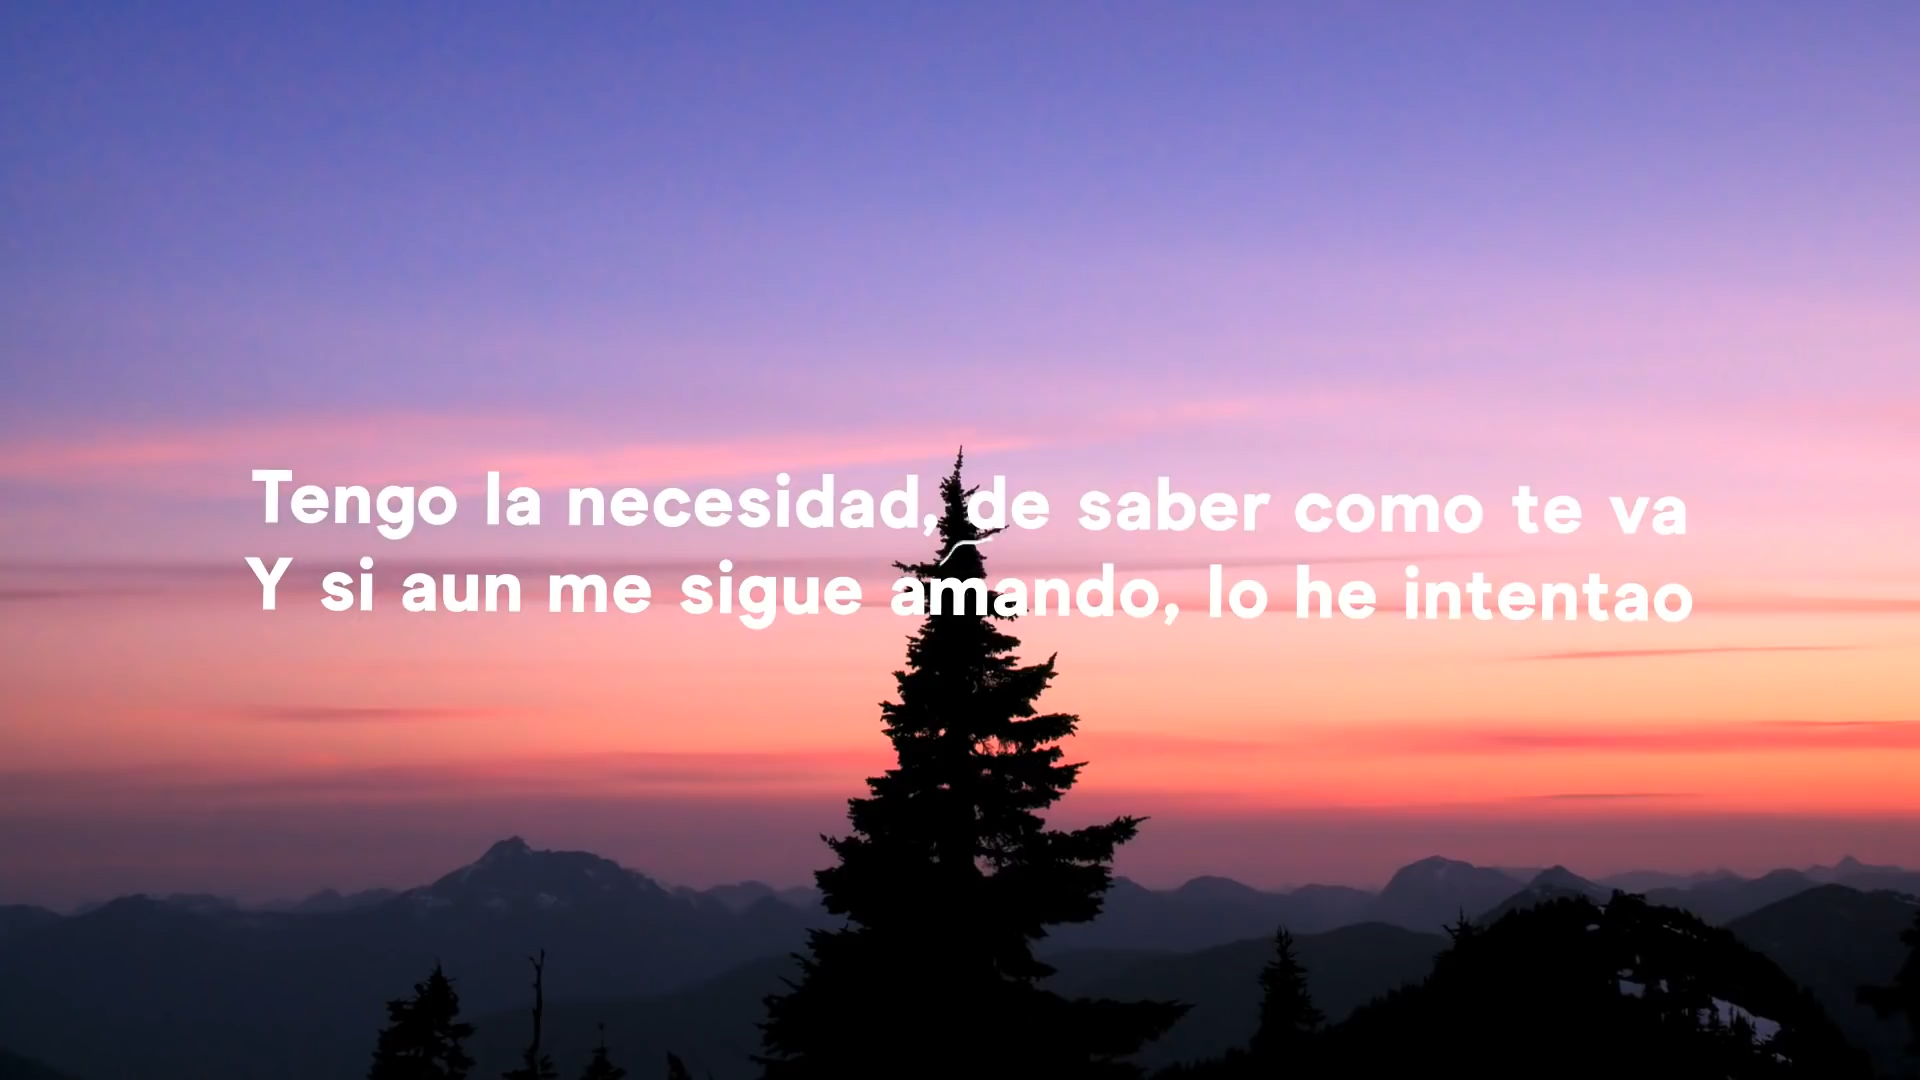 Tengo la necesidad, de saber como te va
Y si aun me sigue amando, lo he intentao